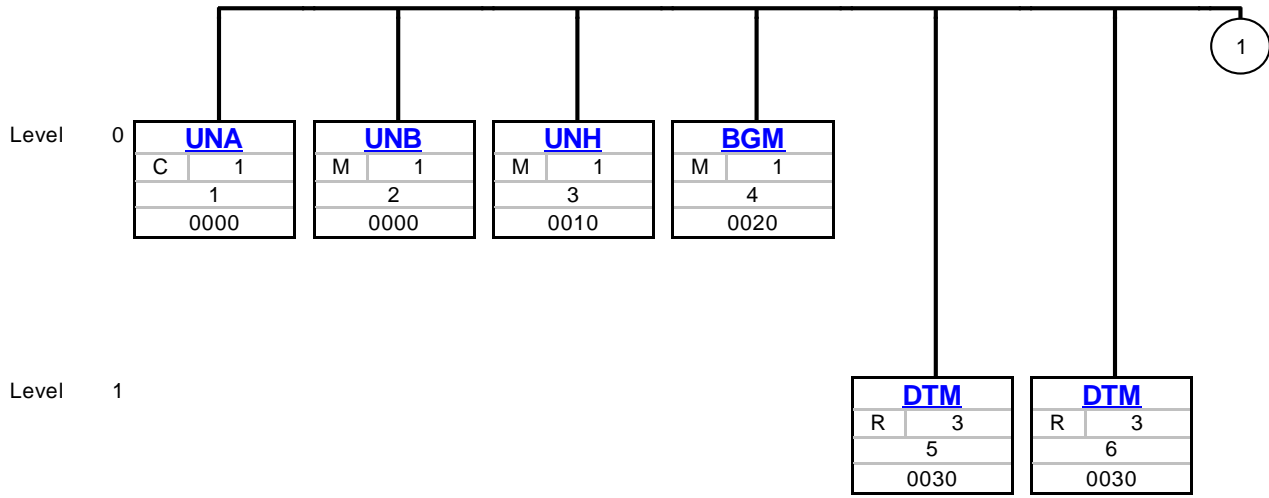 1
Level 0 UNA UNB UNH BGM
C 1 M 1 M 1 M 1
1 2 3 4
0000 0000 0010 0020
Level 1 DTM DTM
R 3 R 3
5 6
0030 0030